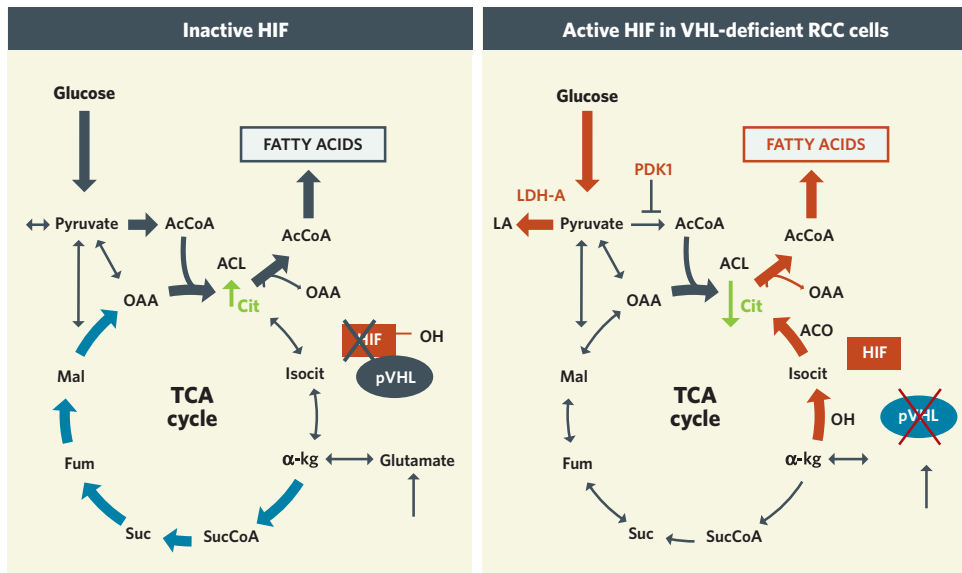 Inactive HIF
Glucose
FATTY ACIDS
Pyruvate
AcCoA
AcCoA
ACL
OAA
Cit
OAA
HIF
OH
pVHL
Mal
Isocit
TCA
cycle
Fum
α-kg
Glutamate
Suc
SucCoA
Active HIF in VHL-deficient RCC cells
Glucose
FATTY ACIDS
PDK1
LDH-A
LA
Pyruvate
AcCoA
AcCoA
ACL
OAA
Cit
OAA
ACO
HIF
Mal
Isocit
TCA
cycle
pVHL
OH
Fum
α-kg
Suc
SucCoA